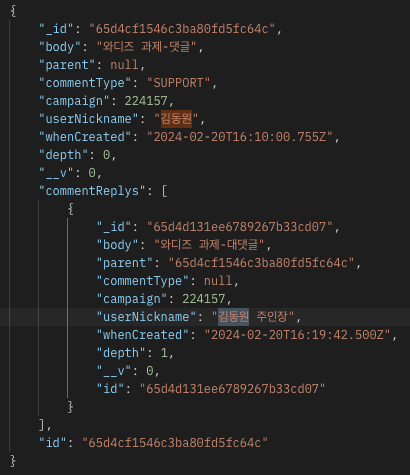 {
"_id": "65d4cf1546c3ba80fd5fc64c",
"body": "와디즈 과제-댓글",
"parent": null,
"commentType": "SUPPORT",
"campaign": 224157,
"userNickname": "김동원",
"whenCreated": "2024-02-20T16:10:00.755Z",
"depth": 0,
"__v": 0,
"commentReplys": [
{
"_id": "65d4d131ee6789267b33cd07",
"body": "와디즈 과제-대댓글",
"parent": "65d4cf1546c3ba80fd5fc64c",
"commentType": null,
"campaign": 224157,
"userNickname": "김동원 주인장",
"whenCreated": "2024-02-20T16:19:42.500Z",
"depth": 1,
"__v": 0,
"id": "65d4d131ee6789267b33cd07"
}
],
"id": "65d4cf1546c3ba80fd5fc64c"
}